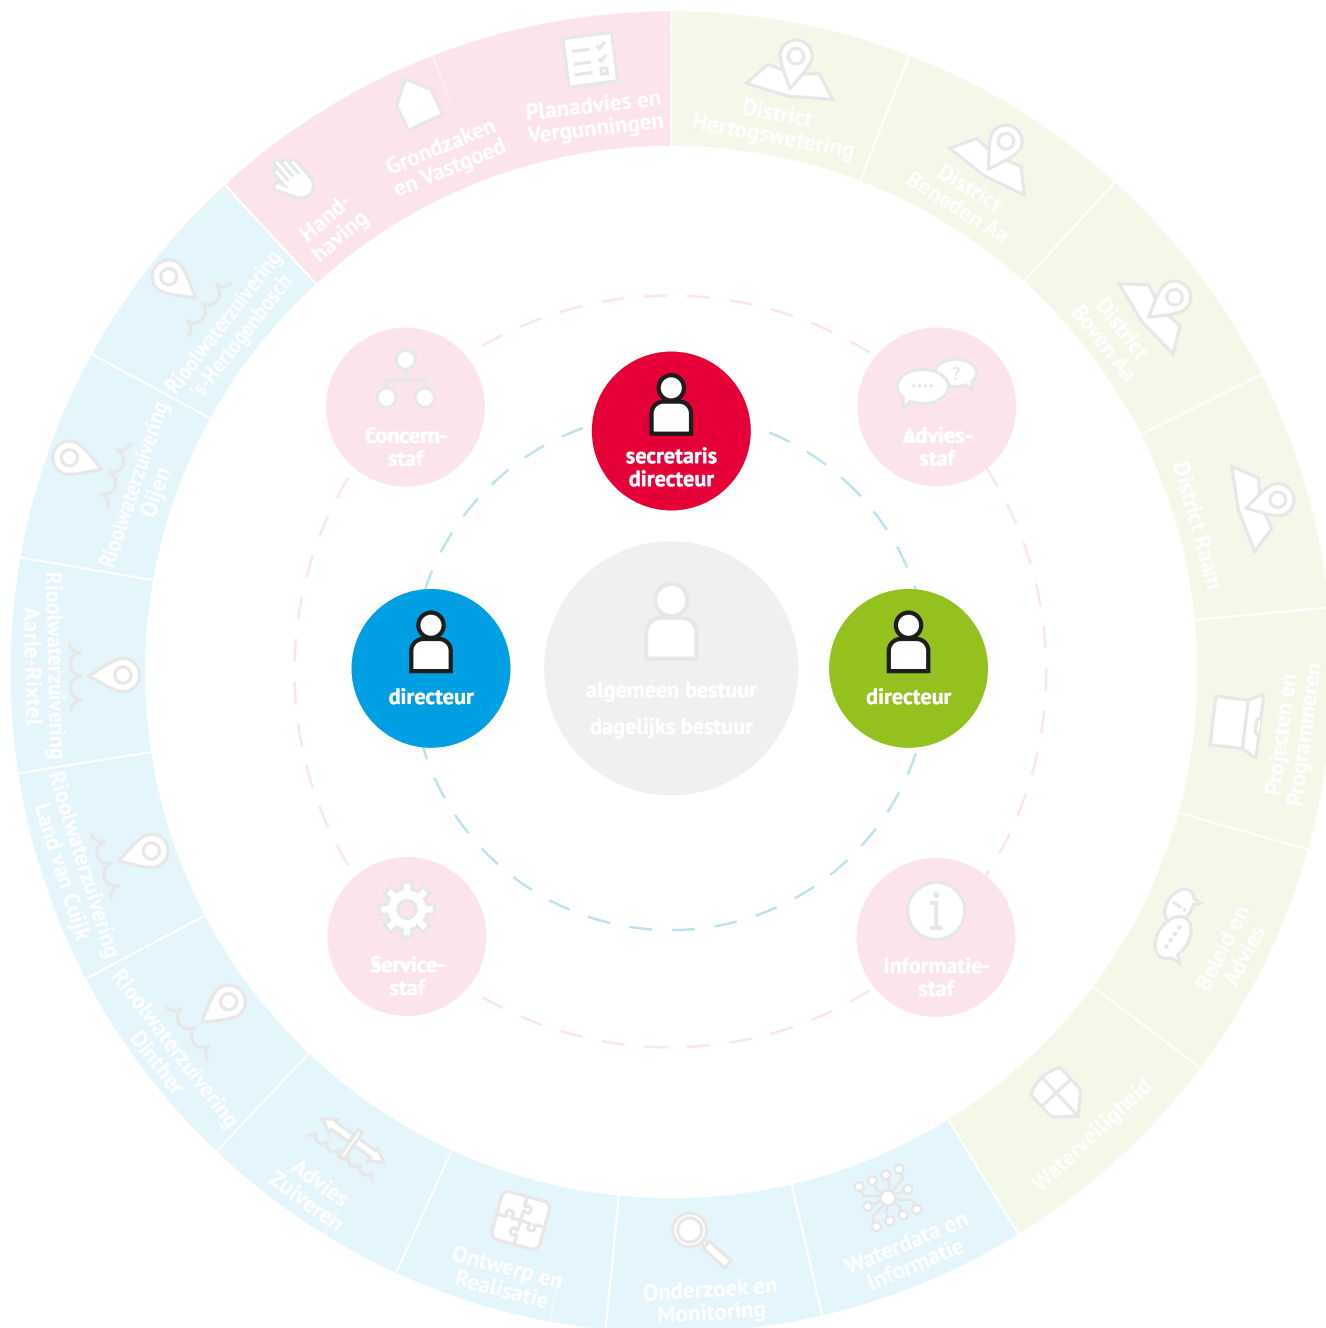 Planadvies en
Vergunningen
District
Hertogswetering
District
Beneden Aa
District
Boven Aa
District Raam
Projecten en
Programmeren
Beleid en
Advies
Waterveiligheid
Waterdata en
Informatie
Onderzoek en
Monitoring
Ontwerp en
Realisatie
Advies
Zuiveren
Rioolwaterzuivering
Dinther
Rioolwaterzuivering
Land van Cuijk
Rioolwaterzuivering
Aarle-Rixtel
Rioolwaterzuivering
Oijen
Rioolwaterzuivering
's-Hertogenbosch
Hand-
having
Grondzaken
en Vastgoed
Concern-
staf
secretaris
directeur
?
Advies-
staf
directeur
algemeen bestuur
dagelijks bestuur
directeur
Service-
staf
i
Informatie-
staf